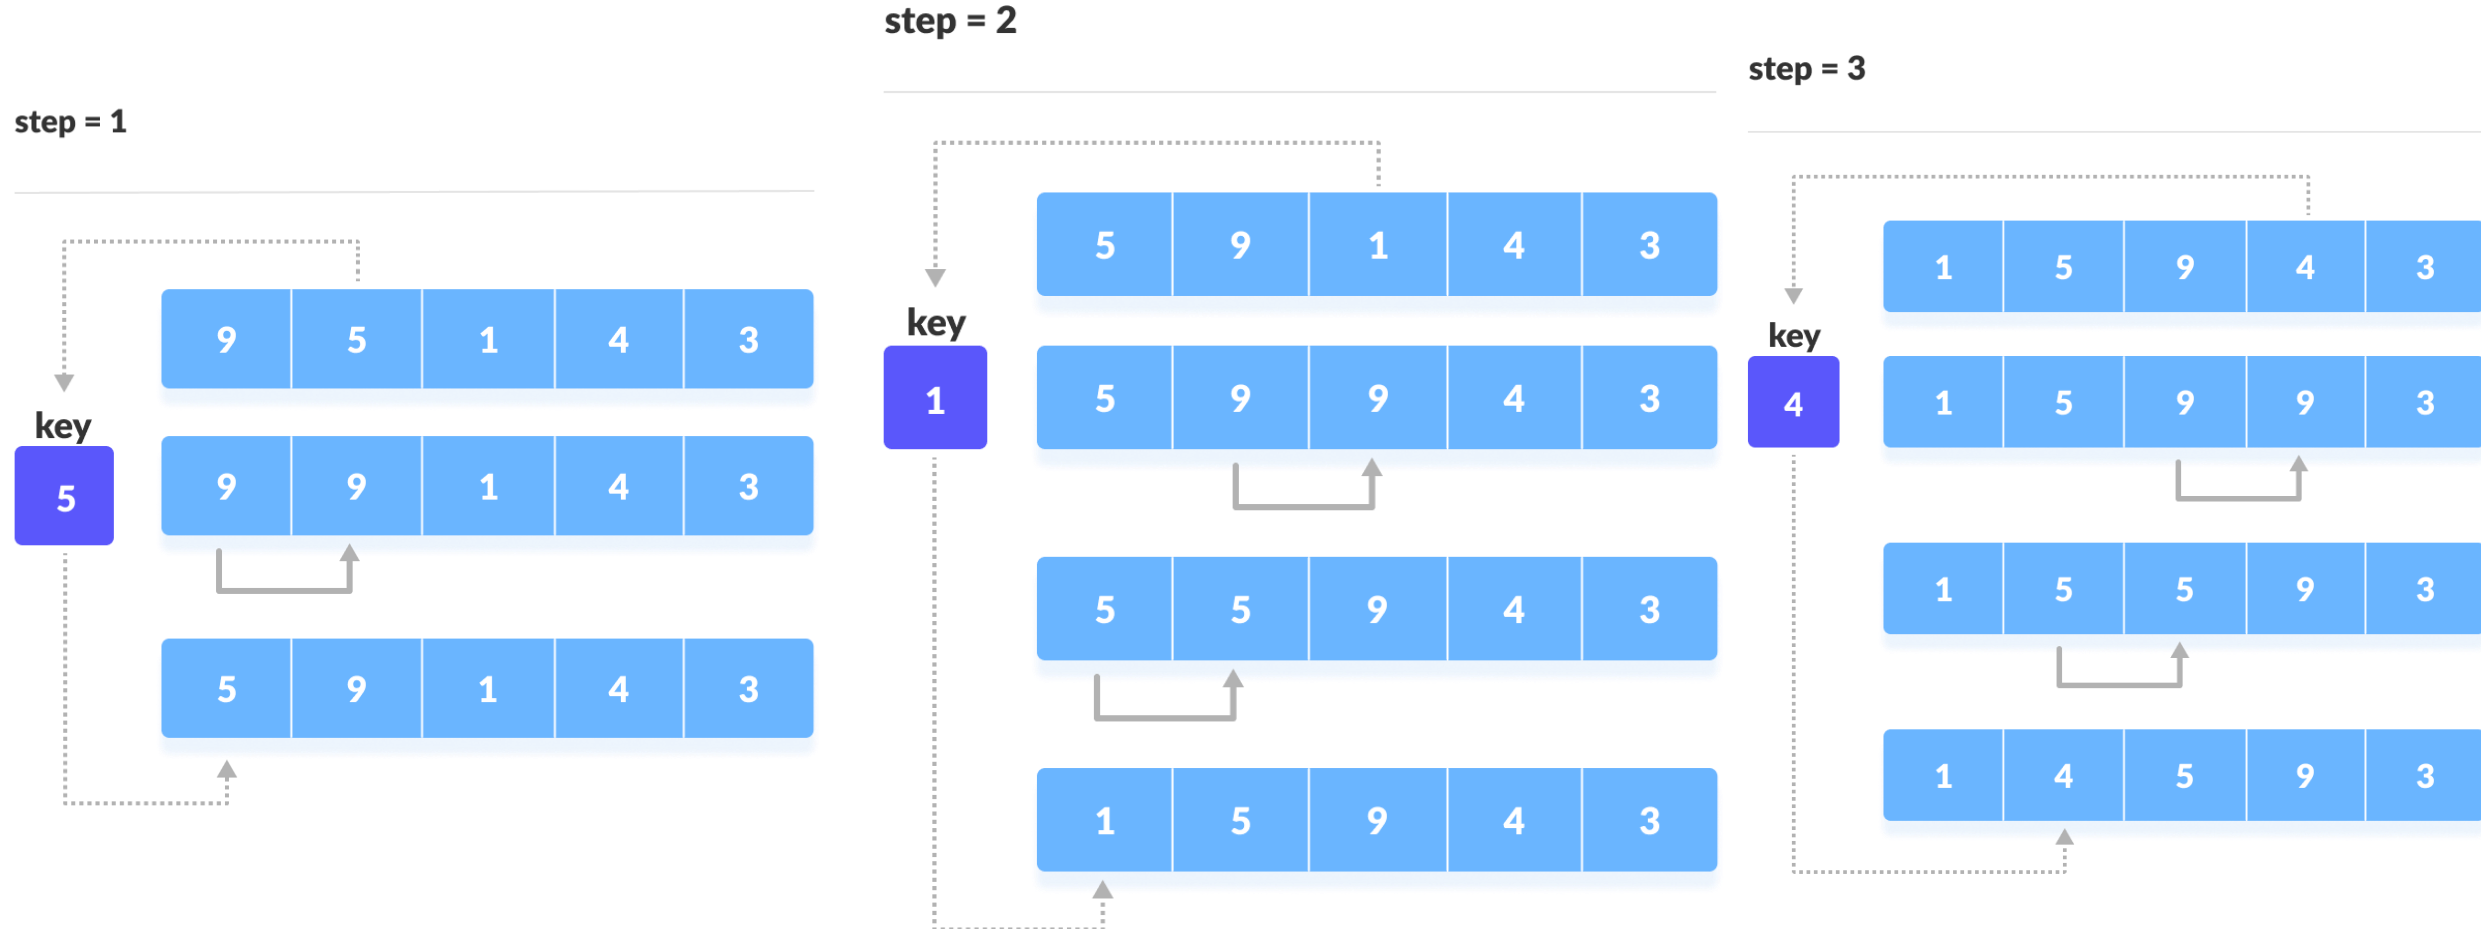 step = 1
9 5 1 4 3
key
5
9 9 1 4 3
5 9 1 4 3
step = 2
5 9 1 4 3
key
1
5 9 9 4 3
5 5 9 4 3
1 5 9 4 3
step = 3
1 5 9 4 3
key
4
1 5 9 9 3
1 5 5 9 3
1 4 5 9 3